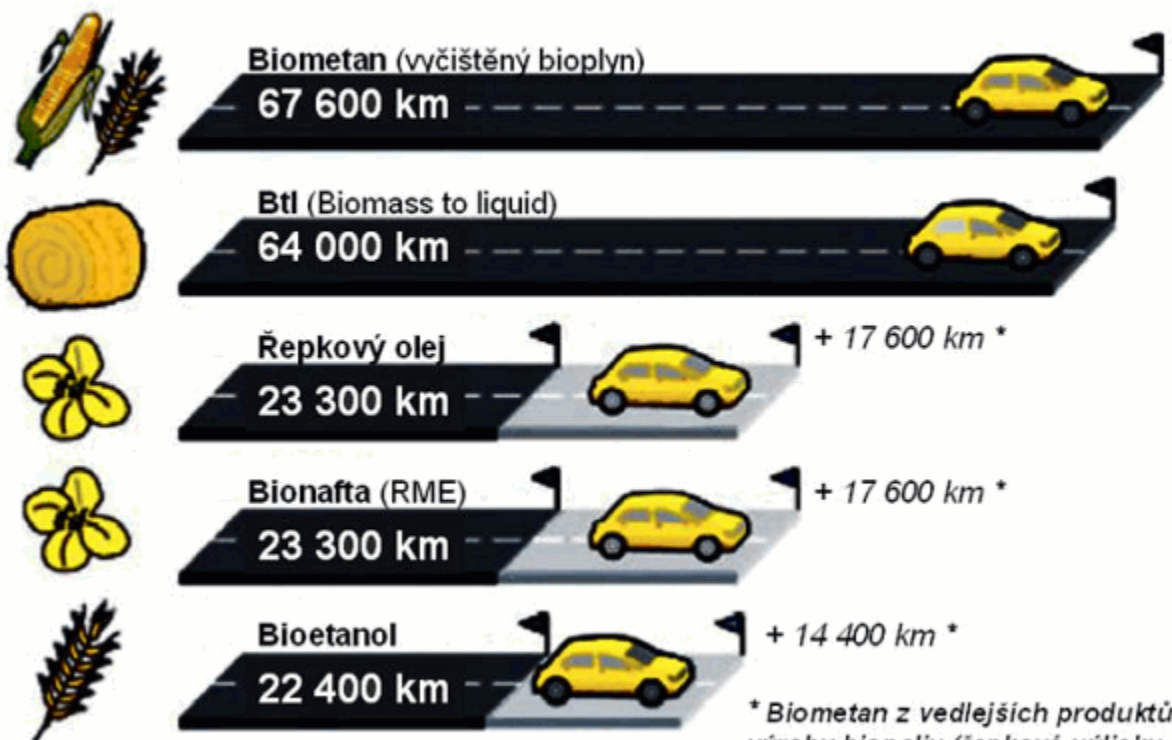 Biometan (vyčištěný bioplyn)
67 600 km
Btl (Biomass to liquid)
64 000 km
Řepkový olej
23 300 km
+ 17 600 km *
Bionafta (RME)
23 300 km
+ 17 600 km *
Bioetanol
22 400 km
+ 14 400 km *
* Biometan z vedlejších produktů